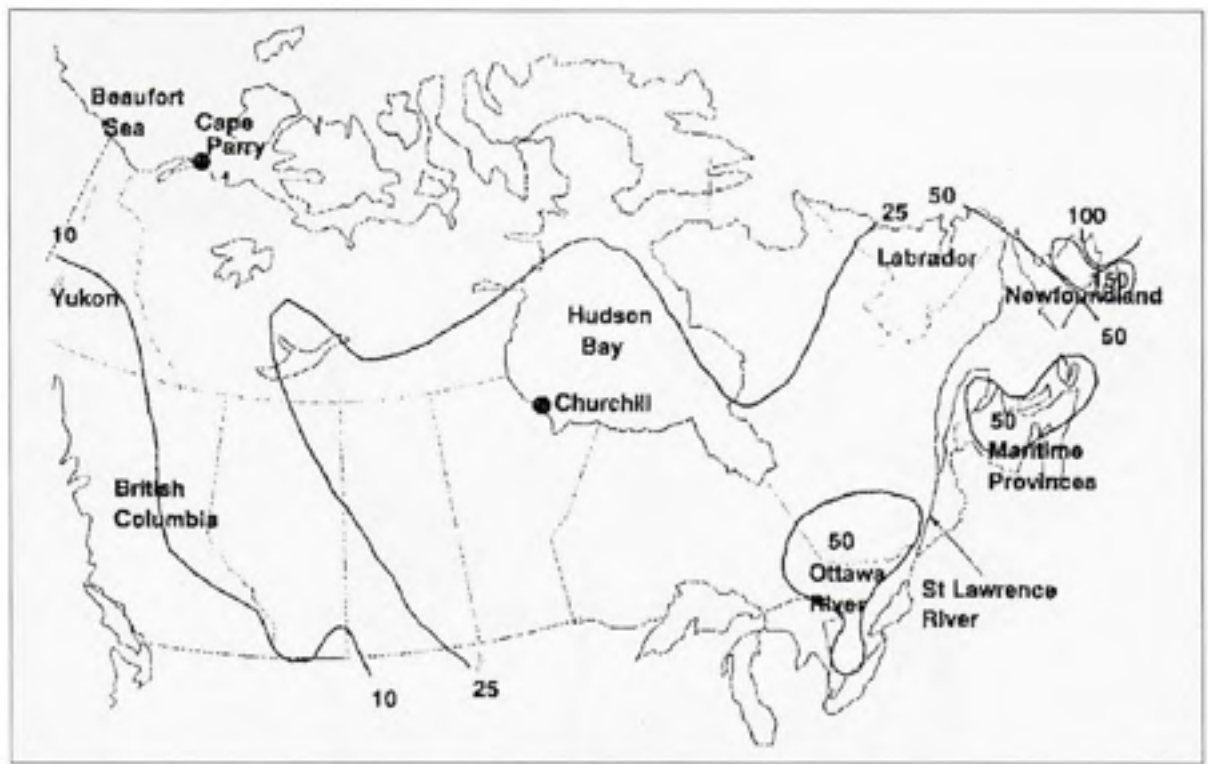 Beaufort
Sea
Cape
Parry
10
Yukon
25
50
100
Labrador
150
Newfoundland
50
Hudson
Bay
Churchill
50
Maritime
Provinces
British
Columbia
50
Ottawa
River
St Lawrence
River
10
25